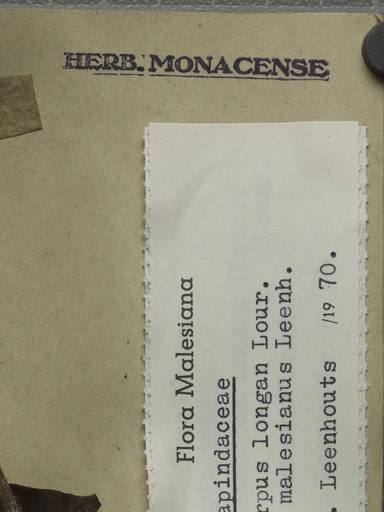 HERB. MONACENSE
Flora Malesiana
apindaceae
rpus longan Lour.
malesianus Leenh.
. Leenhouts /19 70.